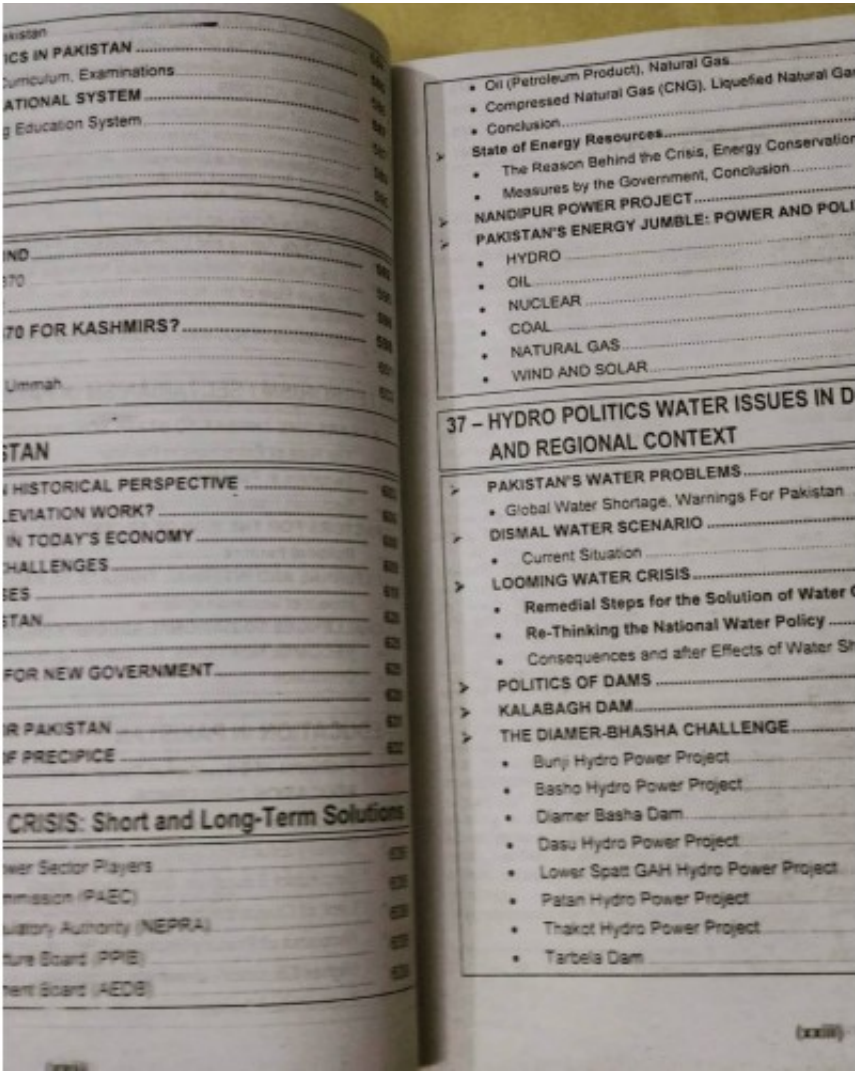 akistan
ICS IN PAKISTAN
Curriculum, Examinations
ATIONAL SYSTEM
g Education System
IND
370
370 FOR KASHMIRS?
Ummah
STAN
HISTORICAL PERSPECTIVE
LEVIATION WORK?
IN TODAY'S ECONOMY
CHALLENGES
SES
STAN
FOR NEW GOVERNMENT
OR PAKISTAN
OF PRECIPICE
CRISIS: Short and Long-Term Solutions
ower Sector Players
mmission (PAEC)
ulatory Authority (NEPRA)
ture Board (PPIB)
ment Board (AEDB)
• Oil (Petroleum Product), Natural Gas
• Compressed Natural Gas (CNG), Liquefied Natural Gas
• Conclusion
➢ State of Energy Resources
• The Reason Behind the Crisis, Energy Conservation
• Measures by the Government, Conclusion
➢ NANDIPUR POWER PROJECT
➢ PAKISTAN'S ENERGY JUMBLE: POWER AND POLI
• HYDRO
• OIL
• NUCLEAR
• COAL
• NATURAL GAS
• WIND AND SOLAR
37 – HYDRO POLITICS WATER ISSUES IN D
AND REGIONAL CONTEXT
➢ PAKISTAN'S WATER PROBLEMS
• Global Water Shortage, Warnings For Pakistan
➢ DISMAL WATER SCENARIO
• Current Situation
➢ LOOMING WATER CRISIS
• Remedial Steps for the Solution of Water C
• Re-Thinking the National Water Policy
• Consequences and after Effects of Water Sh
➢ POLITICS OF DAMS
➢ KALABAGH DAM
➢ THE DIAMER-BHASHA CHALLENGE
• Bunji Hydro Power Project
• Basho Hydro Power Project
• Diamer Basha Dam
• Dasu Hydro Power Project
• Lower Spatt GAH Hydro Power Project
• Patan Hydro Power Project
• Thakot Hydro Power Project
• Tarbela Dam
(xxiii)